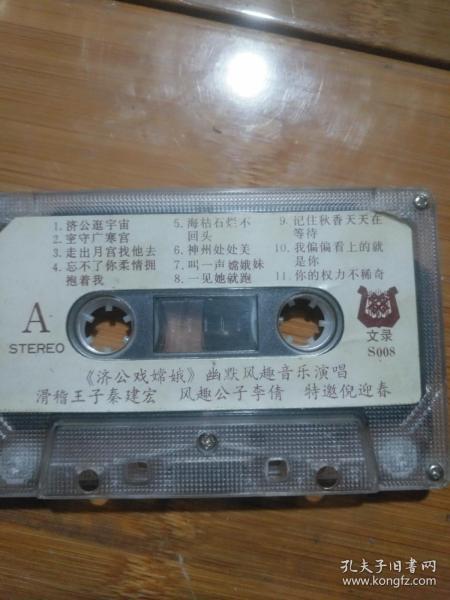 1.济公逛宇宙
2.空守广寒宫
3.走出月宫找他去
4.忘不了你柔情拥
抱着我
5.海枯石烂不
回头
6.神州处处美
7.叫一声嫦娥妹
8.一见她就跑
9.记住秋香天天在
等待
10.我偏偏看上的就
是你
11.你的权力不稀奇
A
STEREO
文录
S008
《济公戏嫦娥》幽默风趣音乐演唱
滑稽王子秦建宏 风趣公子李倩 特邀倪迎春
孔夫子旧书网
www.kongfz.com